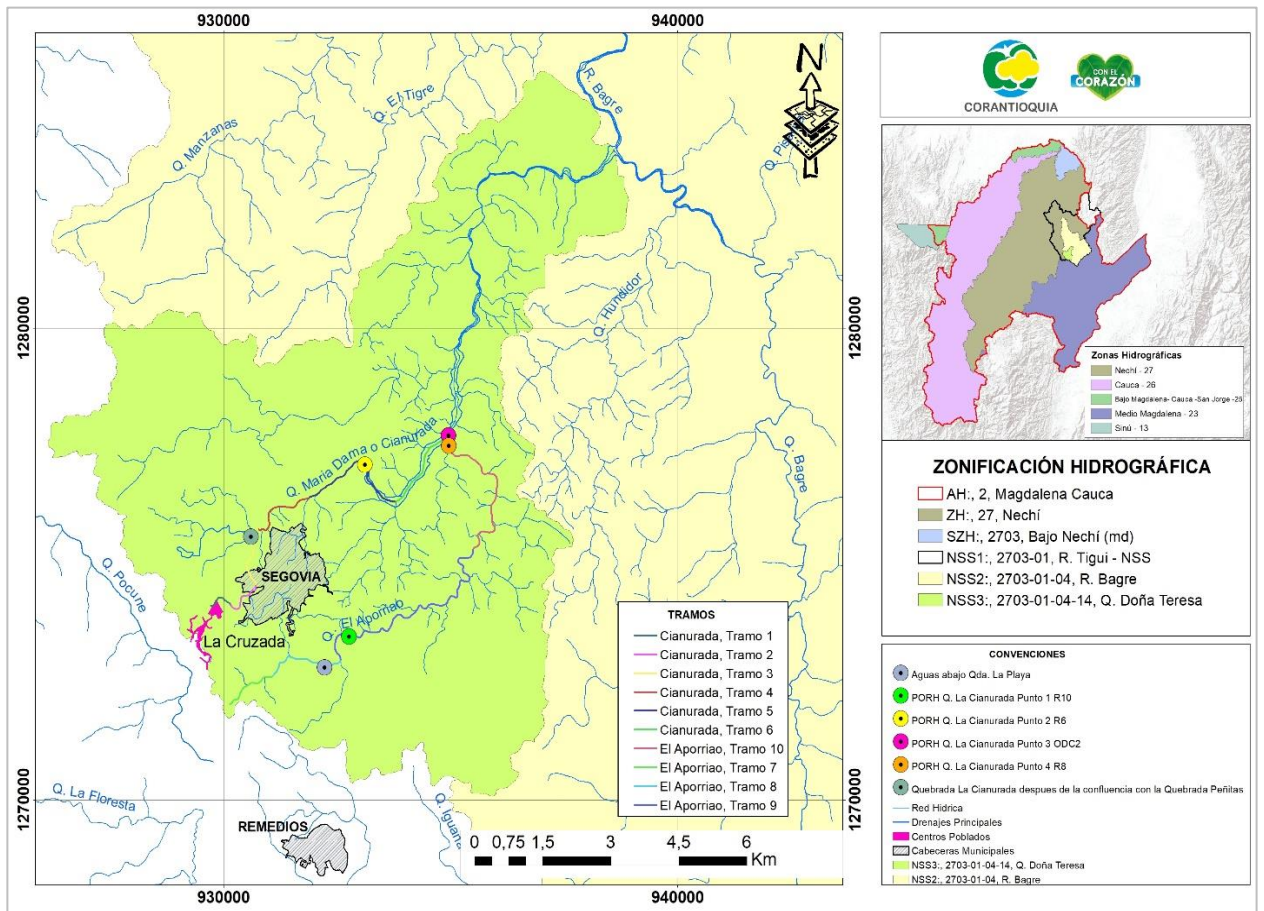 930000
940000
1280000
1270000
1280000
1270000
930000
940000
N
R. Bagre
Q. El Tigre
Q. Manzanas
Q. Hundidor
Q. María Dama o Cianurada
Q. Bagre
Q. Pocune
SEGOVIA
La Cruzada
Q. El Aporriao
Q. La Floresta
REMEDIOS
Q. Iguana
TRAMOS
Cianurada, Tramo 1
Cianurada, Tramo 2
Cianurada, Tramo 3
Cianurada, Tramo 4
Cianurada, Tramo 5
Cianurada, Tramo 6
El Aporriao, Tramo 10
El Aporriao, Tramo 7
El Aporriao, Tramo 8
El Aporriao, Tramo 9
0 0,75 1,5 3 4,5 6
Km
CORANTIOQUIA
CON EL
CORAZÓN
Zonas Hidrográficas
Nechí - 27
Cauca - 26
Bajo Magdalena- Cauca -San Jorge -25
Medio Magdalena - 23
Sinú - 13
ZONIFICACIÓN HIDROGRÁFICA
AH:, 2, Magdalena Cauca
ZH:, 27, Nechí
SZH:, 2703, Bajo Nechí (md)
NSS1:, 2703-01, R. Tigui - NSS
NSS2:, 2703-01-04, R. Bagre
NSS3:, 2703-01-04-14, Q. Doña Teresa
CONVENCIONES
Aguas abajo Qda. La Playa
PORH Q. La Cianurada Punto 1 R10
PORH Q. La Cianurada Punto 2 R6
PORH Q. La Cianurada Punto 3 ODC2
PORH Q. La Cianurada Punto 4 R8
Quebrada La Cianurada despues de la confluencia con la Quebrada Peñitas
Red Hídrica
Drenajes Principales
Centros Poblados
Cabeceras Municipales
NSS3:, 2703-01-04-14, Q. Doña Teresa
NSS2:, 2703-01-04, R. Bagre